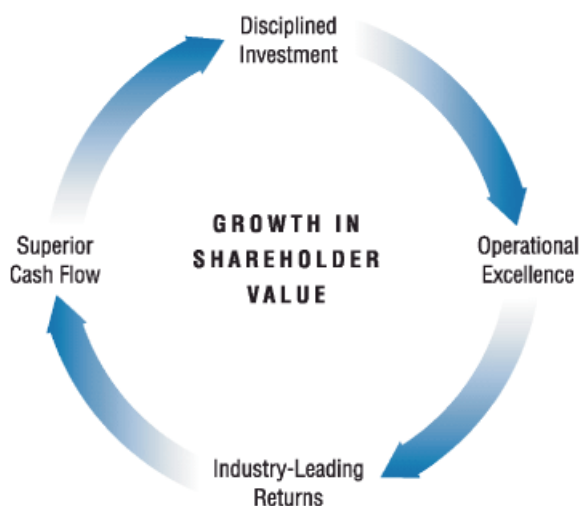 Disciplined
Investment
Operational
Excellence
Industry-Leading
Returns
Superior
Cash Flow
GROWTH IN
SHAREHOLDER
VALUE